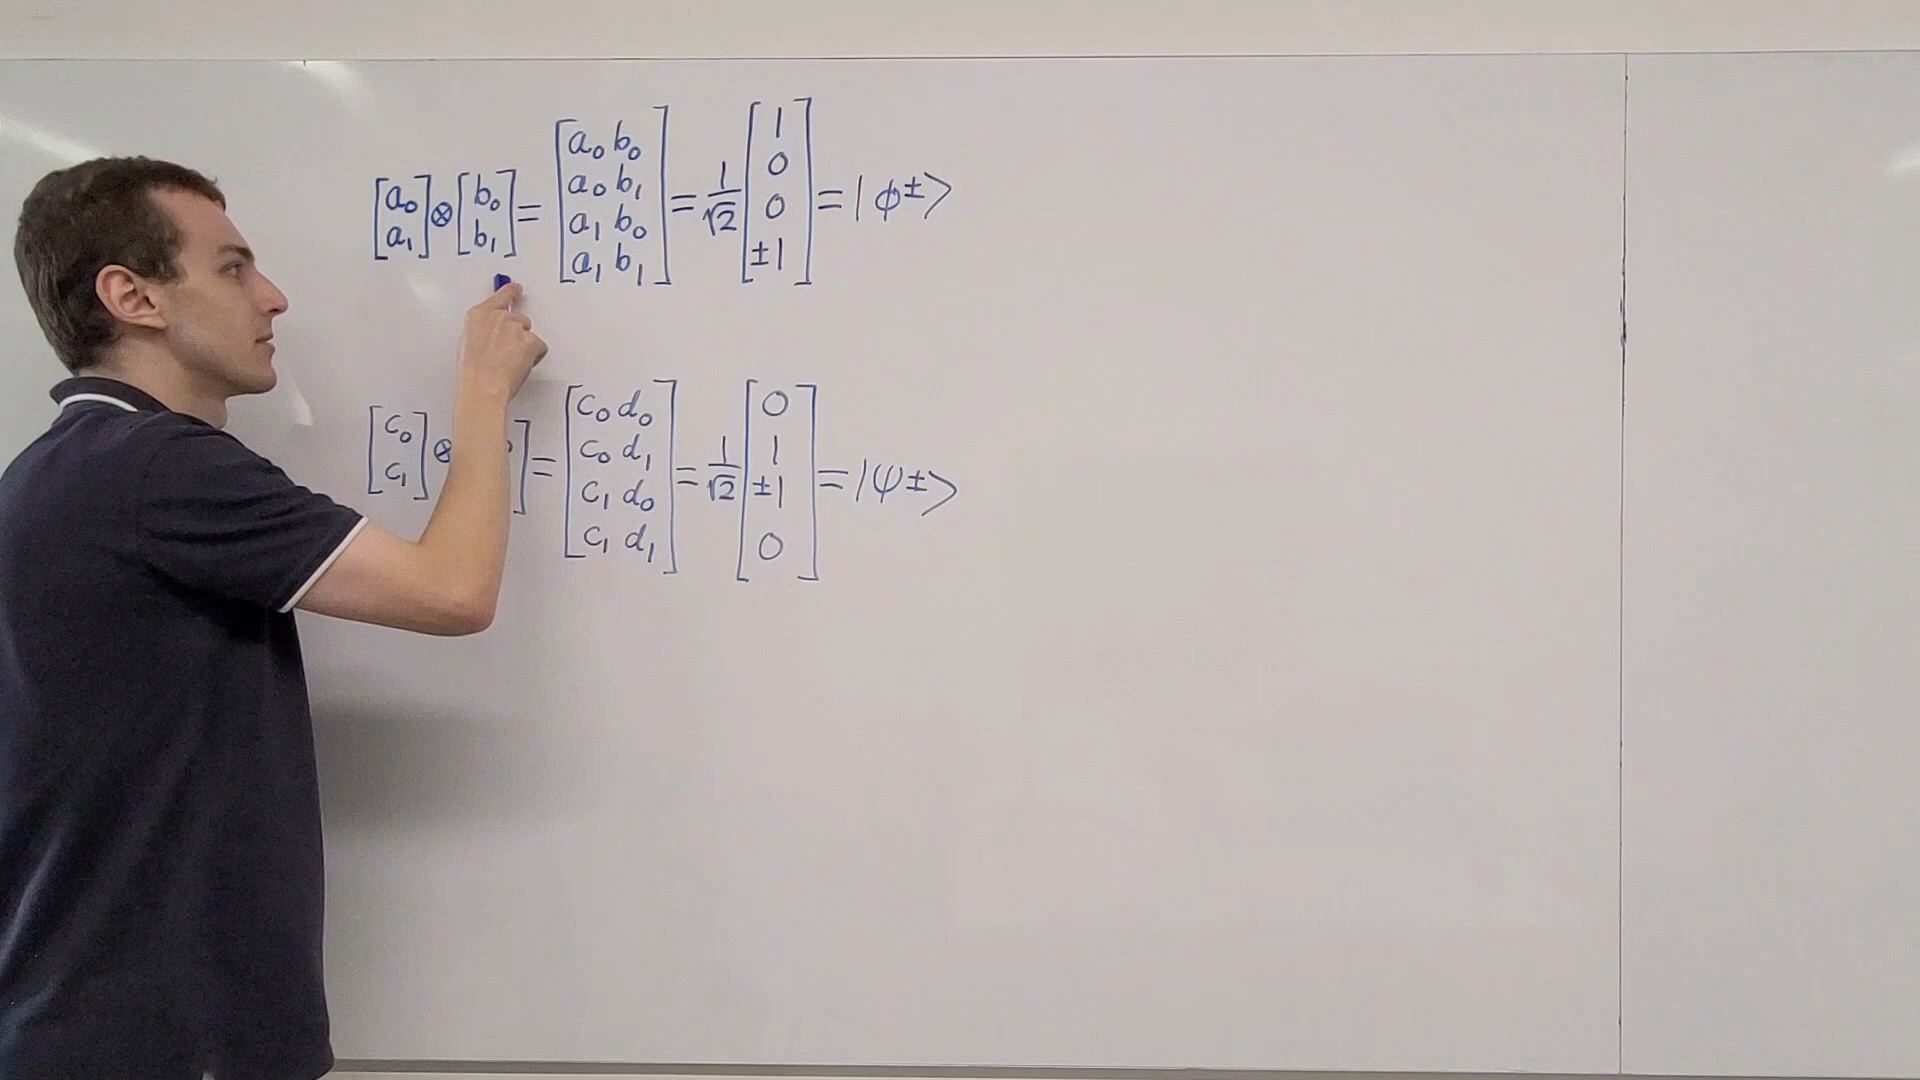 [a₀ a₁] ⊗ [b₀ b₁] = [a₀b₀ a₀b₁ a₁b₀ a₁b₁] = 1/√2 [1 0 0 ±1] = |ϕ±>
[c₀ c₁] ⊗ ] = [c₀d₀ c₀d₁ c₁d₀ c₁d₁] = 1/√2 [0 1 ±1 0] = |ψ±>